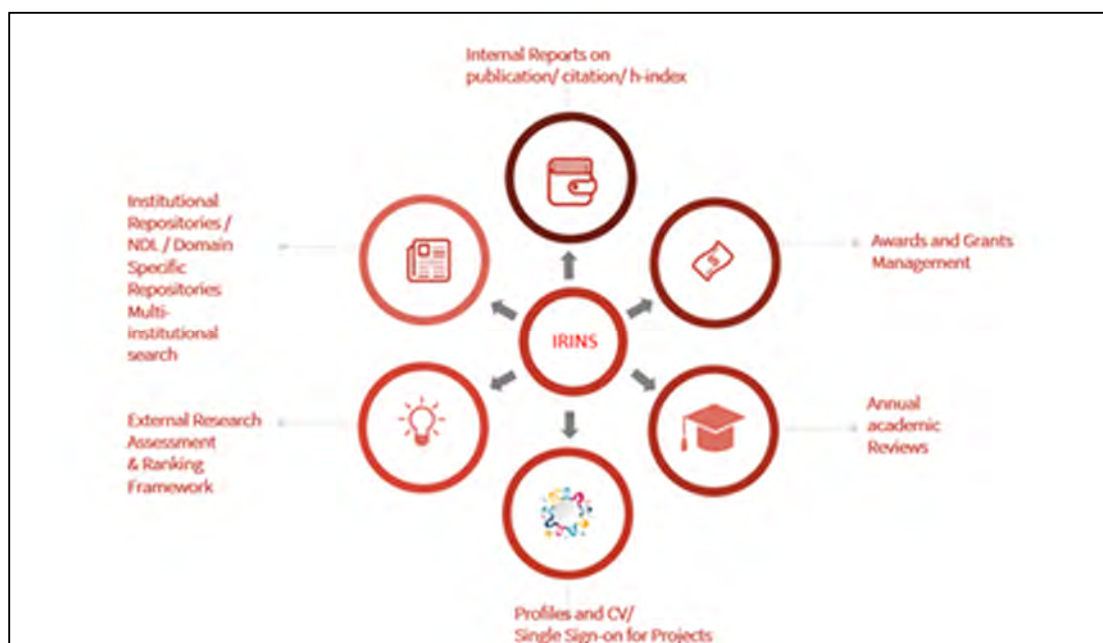 Internal Reports on
publication/ citation/ h-index
Institutional
Repositories /
NDL / Domain
Specific
Repositories
Multi-
institutional
search
Awards and Grants
Management
IRINS
External Research
Assessment
& Ranking
Framework
Annual
academic
Reviews
Profiles and CV/
Single Sign-on for Projects